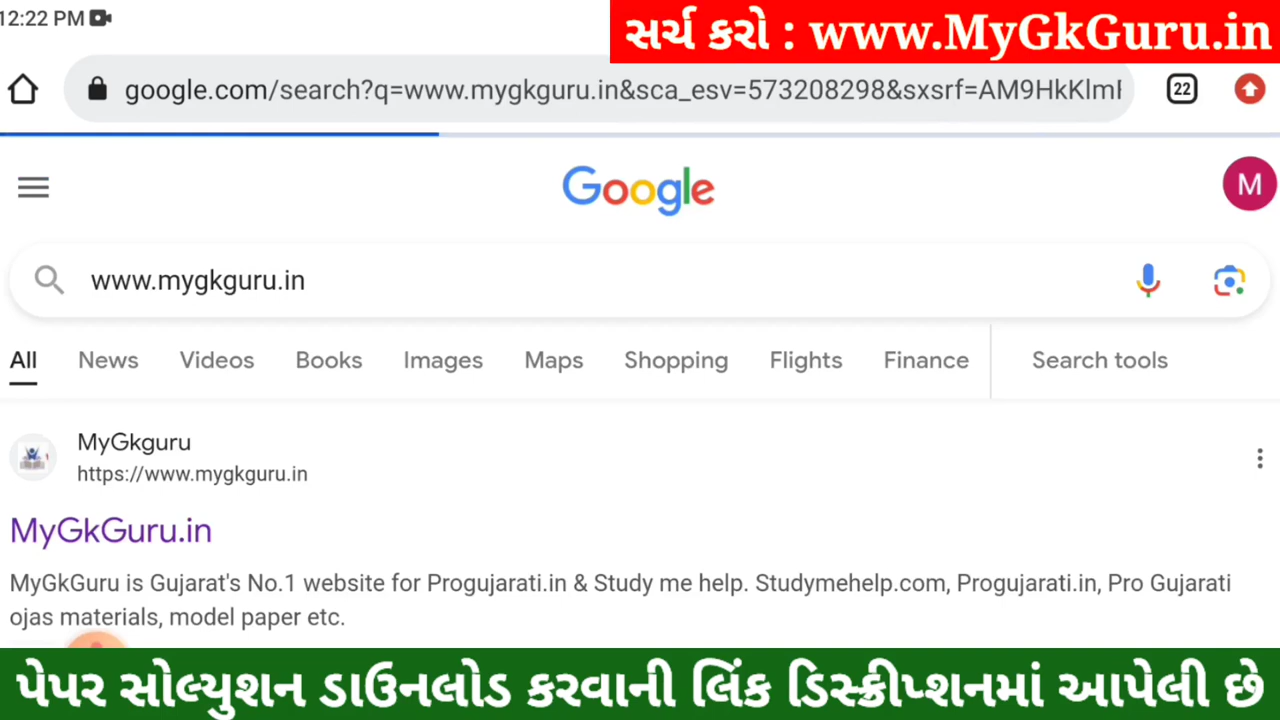 12:22 PM
સર્ચ કરો : www.MyGkGuru.in
google.com/search?q=www.mygkguru.in&sca_esv=573208298&sxsrf=AM9HkKlmF
22
Google
M
www.mygkguru.in
All News Videos Books Images Maps Shopping Flights Finance Search tools
MyGkguru
https://www.mygkguru.in
MyGkGuru.in
MyGkGuru is Gujarat's No.1 website for Progujarati.in & Study me help. Studymehelp.com, Progujarati.in, Pro Gujarati
ojas materials, model paper etc.
પેપર સોલ્યુશન ડાઉનલોડ કરવાની લિંક ડિસ્ક્રીપ્શનમાં આપેલી છે